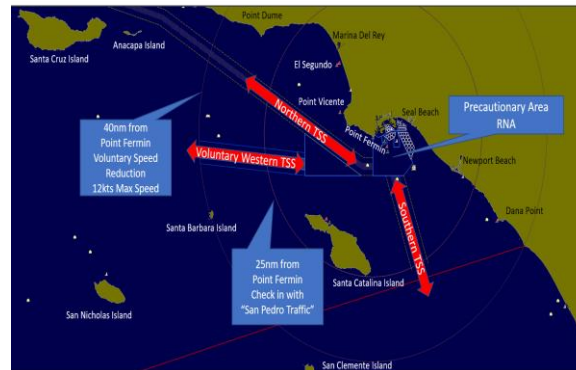 Point Dume
Marina Del Rey
Anacapa Island
Santa Cruz Island
El Segundo
Point Vicente
Northern TSS
Seal Beach
Precautionary Area
RNA
Point Fermin
40nm from
Point Fermin
Voluntary Speed
Reduction
12kts Max Speed
Voluntary Western TSS
Newport Beach
Dana Point
Santa Barbara Island
Southern TSS
25nm from
Point Fermin
Check in with
“San Pedro Traffic”
Santa Catalina Island
San Nicholas Island
San Clemente Island